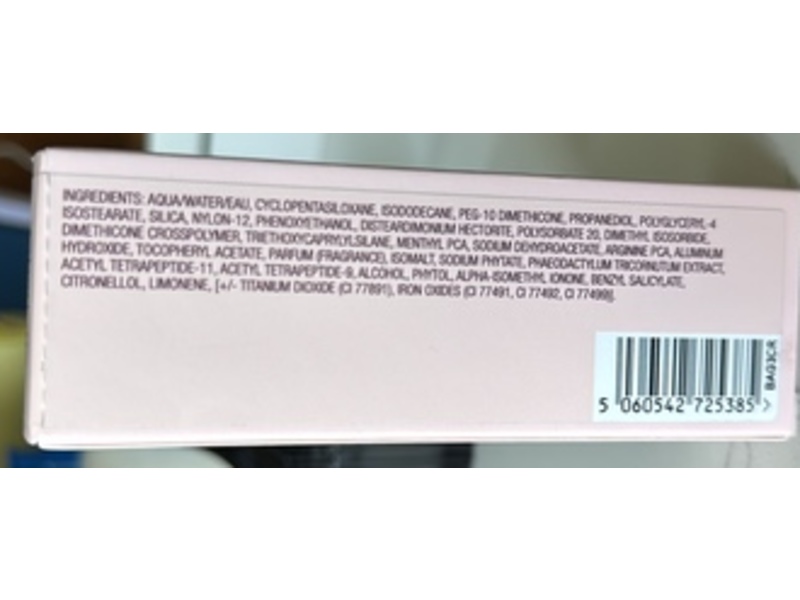 INGREDIENTS: AQUA/WATER/EAU, CYCLOPENTASILOXANE, ISODODECANE, PEG-10 DIMETHICONE, PROPANEDIOL, POLYGLYCERYL-4
ISOSTEARATE, SILICA, NYLON-12, PHENOXYETHANOL, DISTEARDIMONIUM HECTORITE, POLYSORBATE 20, DIMETHYL ISOSORBIDE,
DIMETHICONE CROSSPOLYMER, TRIETHOXYCAPRYLYLSILANE, MENTHYL PCA, SODIUM DEHYDROACETATE, ARGININE PCA, ALUMINUM
HYDROXIDE, TOCOPHERYL ACETATE, PARFUM (FRAGRANCE), ISOMALT, SODIUM PHYTATE, PHAEODACTYLUM TRICORNUTUM EXTRACT,
ACETYL TETRAPEPTIDE-11, ACETYL TETRAPEPTIDE-9, ALCOHOL, PHYTOL, ALPHA-ISOMETHYL IONONE, BENZYL SALICYLATE,
CITRONELLOL, LIMONENE, [+/- TITANIUM DIOXIDE (CI 77891), IRON OXIDES (CI 77491, CI 77492, CI 77499)].
5 060542 725385 >
BAG3CR